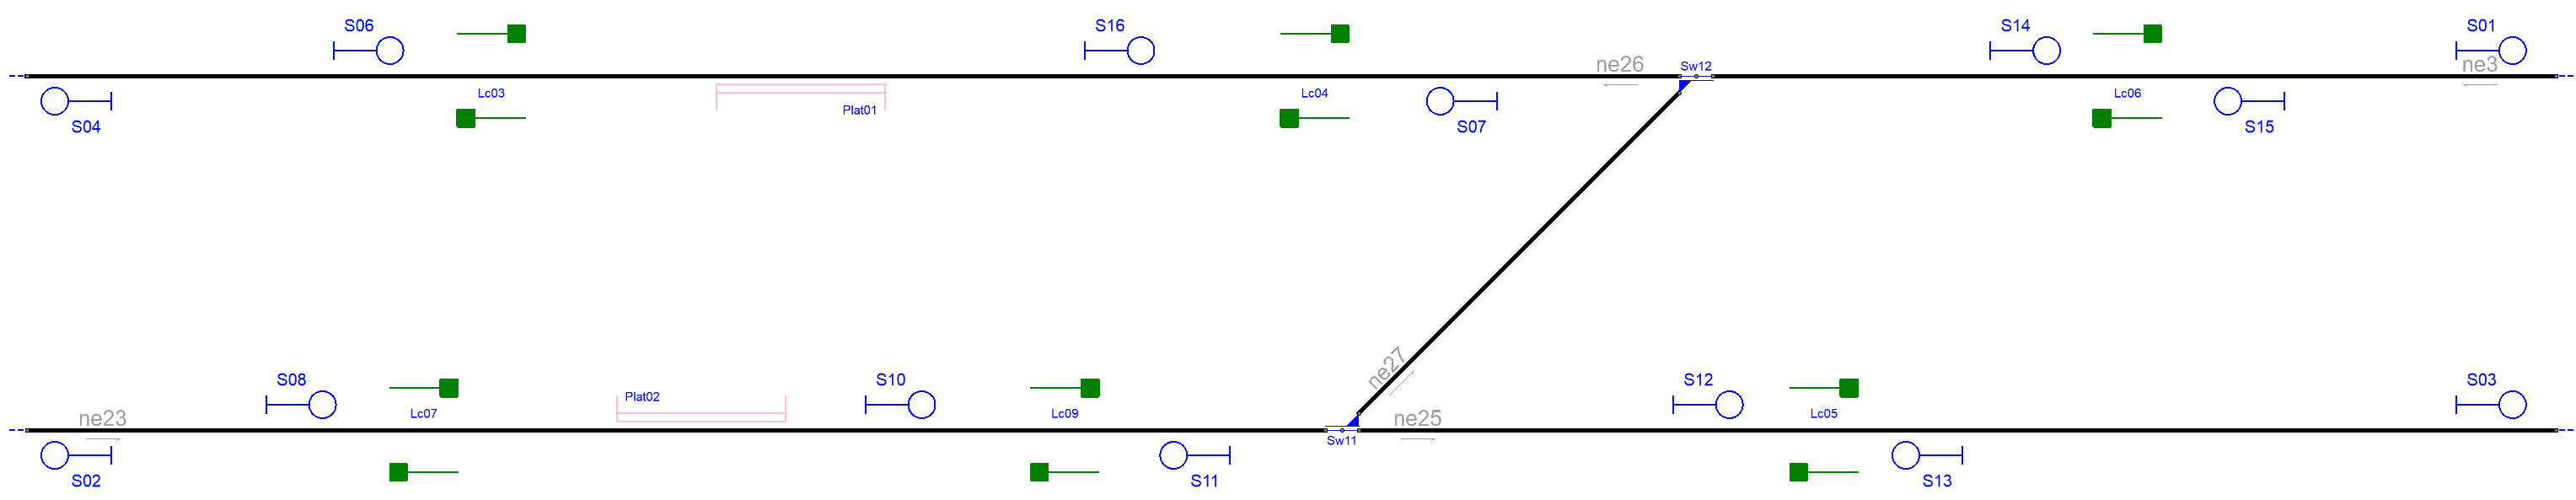 S06
S16
S14
S01
ne26
Sw12
ne3
Lc03
Plat01
Lc04
Lc06
S04
S07
S15
ne27
S08
Plat02
S10
S12
S03
ne23
Lc07
Lc09
ne25
Lc05
Sw11
S02
S11
S13